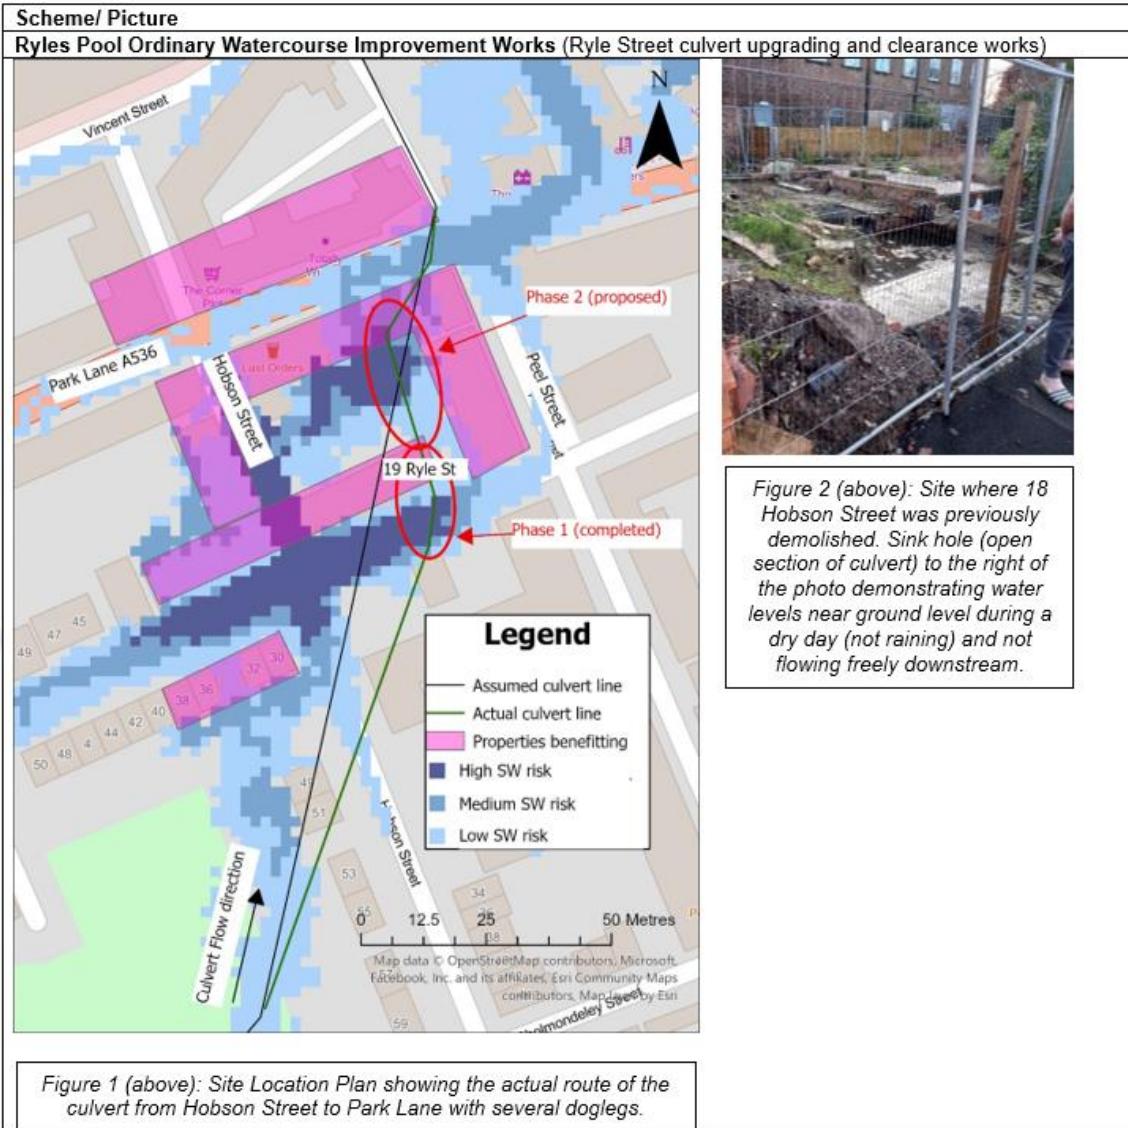 Scheme/ Picture
Ryles Pool Ordinary Watercourse Improvement Works (Ryle Street culvert upgrading and clearance works)
Vincent Street
N
The Corner
Park Lane A536
Hobson Street
Last Orders
Phase 2 (proposed)
Peel Street
19 Ryle St
Phase 1 (completed)
49
47
45
50
48
4
44
42
40
38
36
32
30
51
53
59
34
38
Legend
Assumed culvert line
Actual culvert line
Properties benefitting
High SW risk
Medium SW risk
Low SW risk
Culvert Flow direction
0 12.5 25 50 Metres
Map data © OpenStreetMap contributors, Microsoft,
Facebook, Inc. and its affiliates, Esri Community Maps
contributors, Map layer by Esri
Figure 1 (above): Site Location Plan showing the actual route of the
culvert from Hobson Street to Park Lane with several doglegs.
Figure 2 (above): Site where 18
Hobson Street was previously
demolished. Sink hole (open
section of culvert) to the right of
the photo demonstrating water
levels near ground level during a
dry day (not raining) and not
flowing freely downstream.